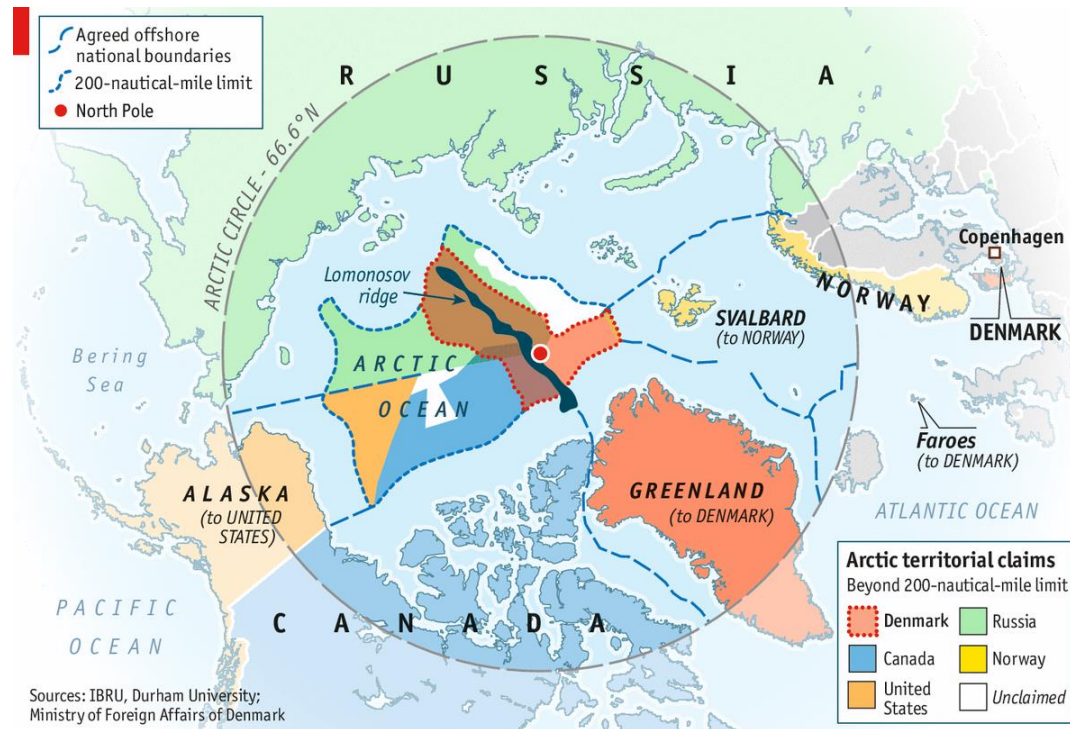 Agreed offshore
national boundaries
200-nautical-mile limit
North Pole
R U S S I A
ARCTIC CIRCLE - 66.6°N
Lomonosov
ridge
Copenhagen
NORWAY
DENMARK
SVALBARD
(to NORWAY)
Bering
Sea
ARCTIC
OCEAN
Faroes
(to DENMARK)
ALASKA
(to UNITED
STATES)
GREENLAND
(to DENMARK)
ATLANTIC OCEAN
PACIFIC
OCEAN
C A N A D A
Arctic territorial claims
Beyond 200-nautical-mile limit
Denmark
Russia
Canada
Norway
United
States
Unclaimed
Sources: IBRU, Durham University;
Ministry of Foreign Affairs of Denmark